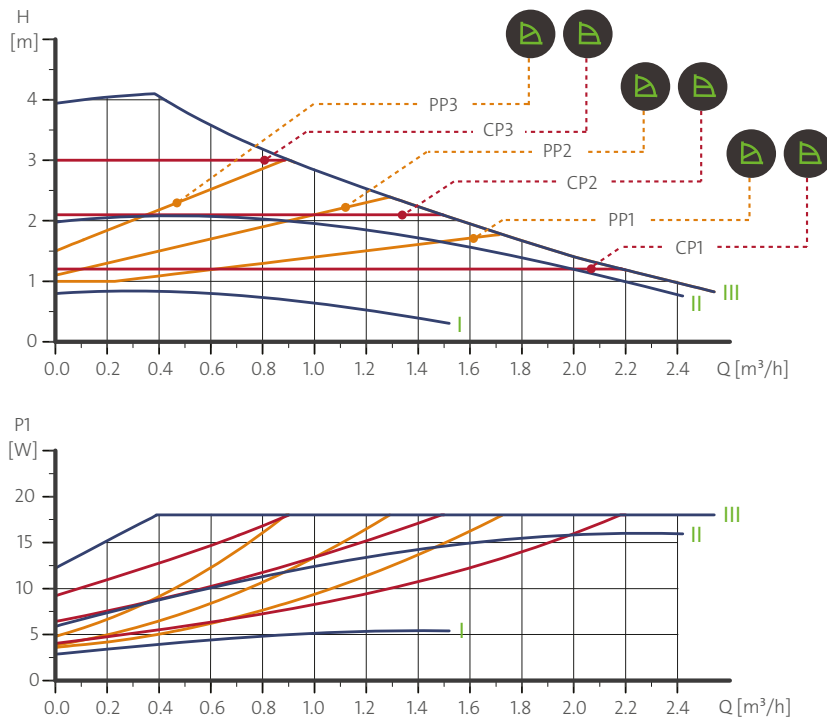 H
[m]
4
3
2
1
0
PP3
CP3
PP2
CP2
PP1
CP1
III
II
I
0.0 0.2 0.4 0.6 0.8 1.0 1.2 1.4 1.6 1.8 2.0 2.2 2.4 Q [m³/h]
P1
[W]
20
15
10
5
0
III
II
I
0.0 0.2 0.4 0.6 0.8 1.0 1.2 1.4 1.6 1.8 2.0 2.2 2.4 Q [m³/h]